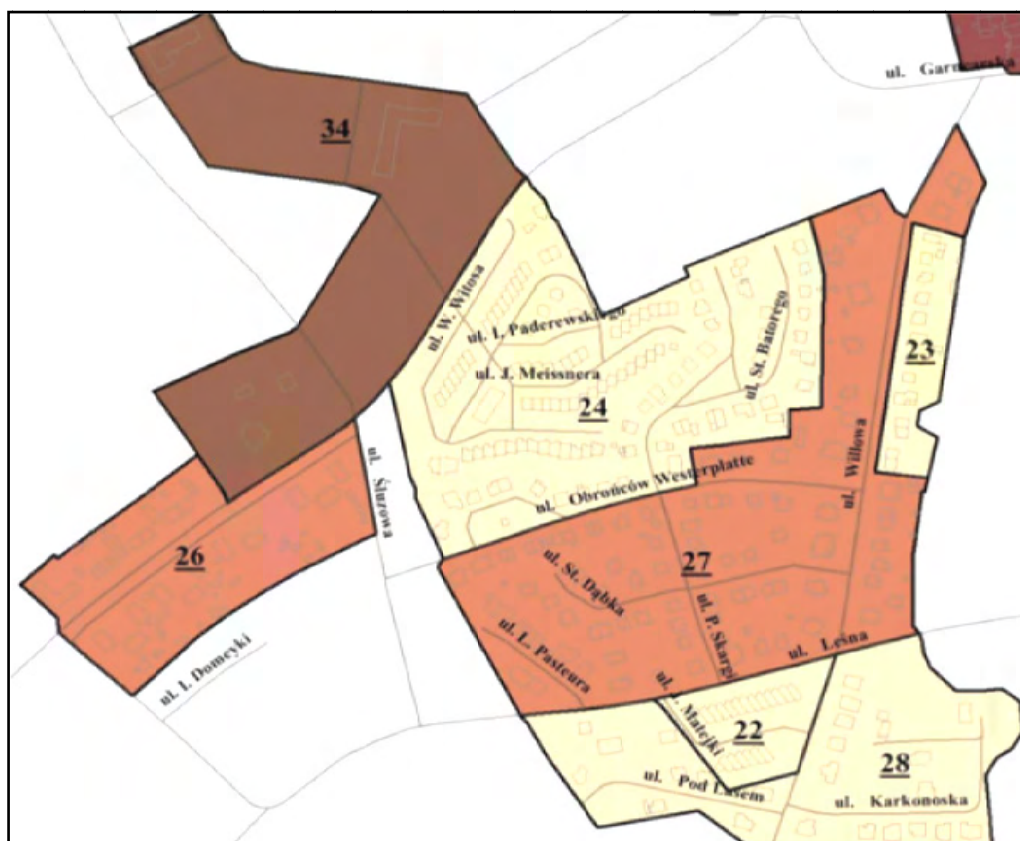 ul. Garncarska
34
ul. W. Witosa
ul. I. Paderewskiego
ul. J. Meissnera
ul. St. Batorego
23
24
ul. Willowa
ul. Śluzowa
ul. Obrońców Westerplatte
26
27
ul. St. Dąbka
ul. P. Skargi
ul. L. Pasteura
ul. Leśna
ul. I. Domeyki
Matejki
22
28
ul. Pod Lasem
ul. Karkonoska